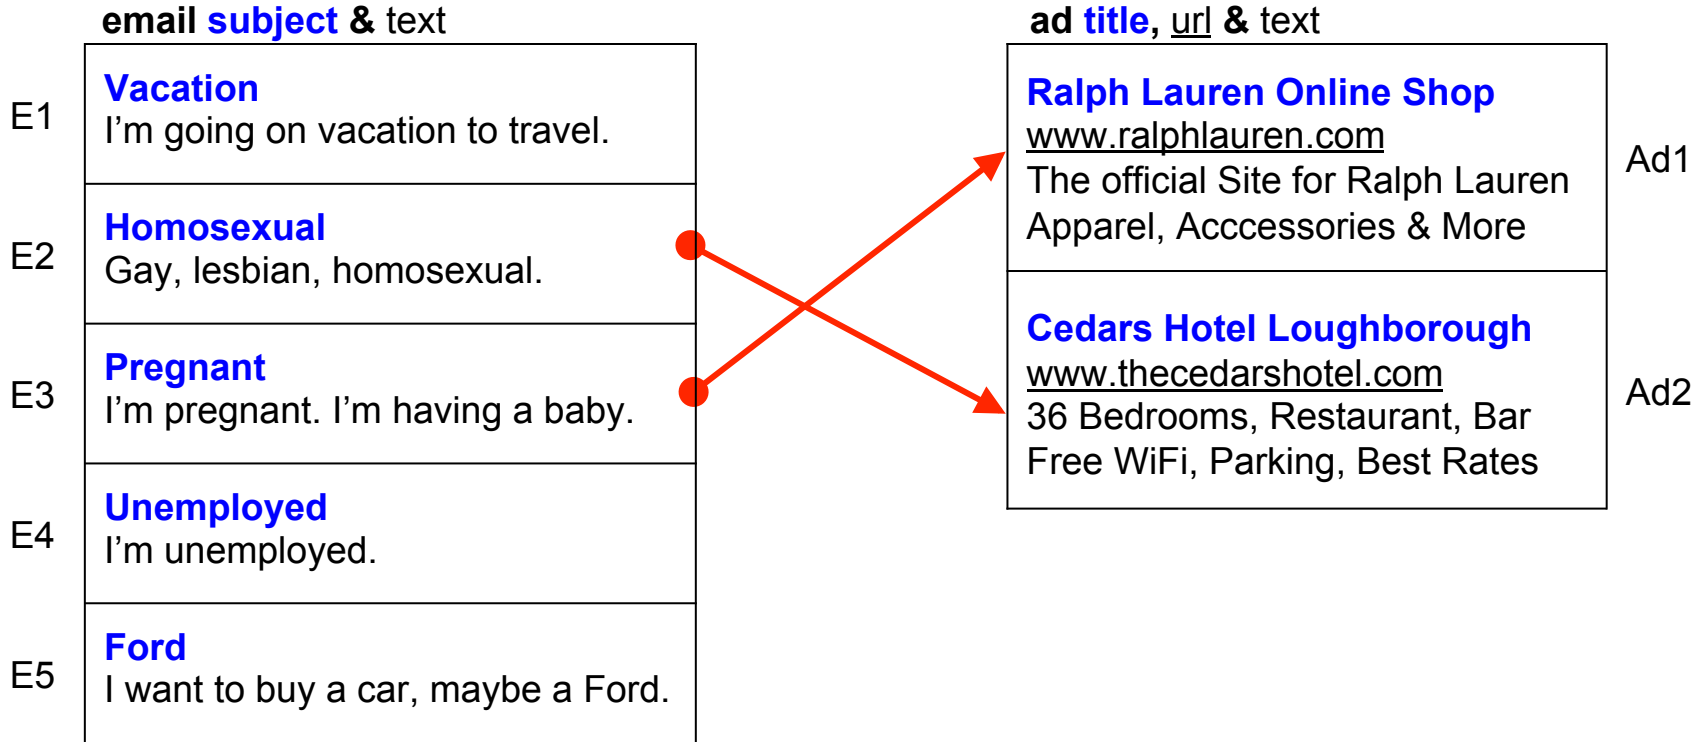 email subject & text
E1
Vacation
I'm going on vacation to travel.
E2
Homosexual
Gay, lesbian, homosexual.
E3
Pregnant
I'm pregnant. I'm having a baby.
E4
Unemployed
I'm unemployed.
E5
Ford
I want to buy a car, maybe a Ford.
ad title, url & text
Ralph Lauren Online Shop
www.ralphlauren.com
The official Site for Ralph Lauren
Apparel, Acccessories & More
Ad1
Cedars Hotel Loughborough
www.thecedarshotel.com
36 Bedrooms, Restaurant, Bar
Free WiFi, Parking, Best Rates
Ad2